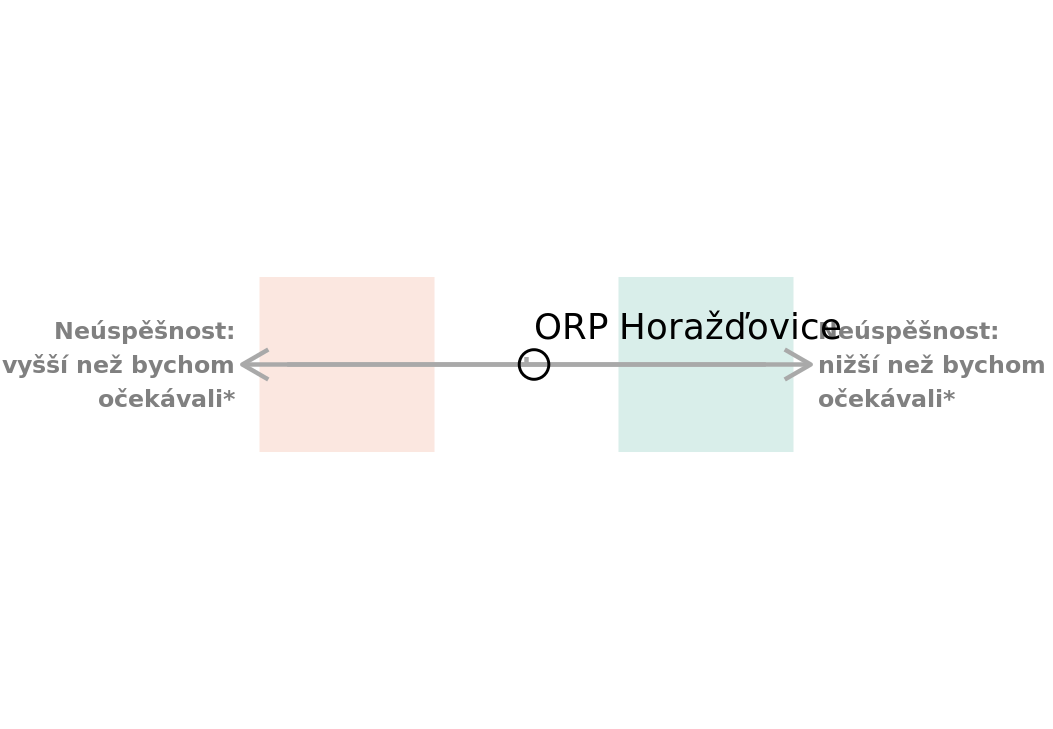 ORP Horažďovice
Neúspěšnost:
vyšší než bychom
očekávali*
Neúspěšnost:
nižší než bychom
očekávali*